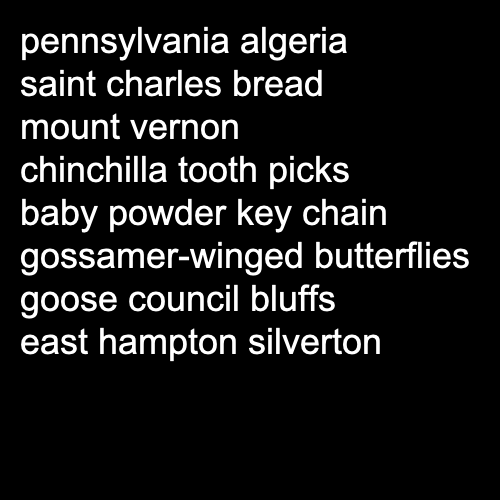 pennsylvania algeria
saint charles bread
mount vernon
chinchilla tooth picks
baby powder key chain
gossamer-winged butterflies
goose council bluffs
east hampton silverton